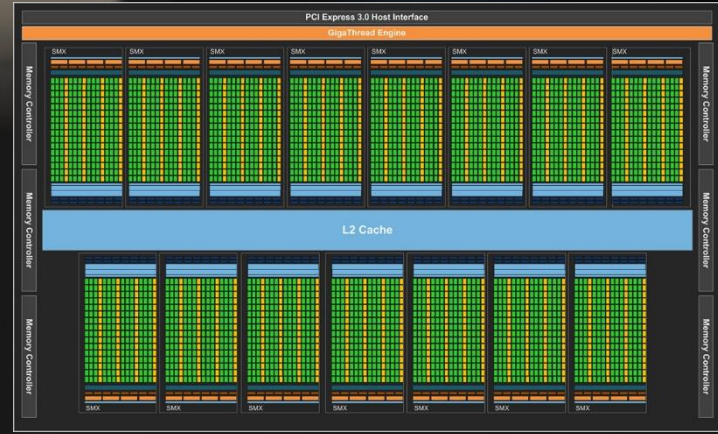 PCI Express 3.0 Host Interface
GigaThread Engine
SMX SMX SMX SMX SMX SMX SMX SMX
Memory Controller
Memory Controller
Memory Controller
L2 Cache
Memory Controller
Memory Controller
Memory Controller
SMX SMX SMX SMX SMX SMX SMX